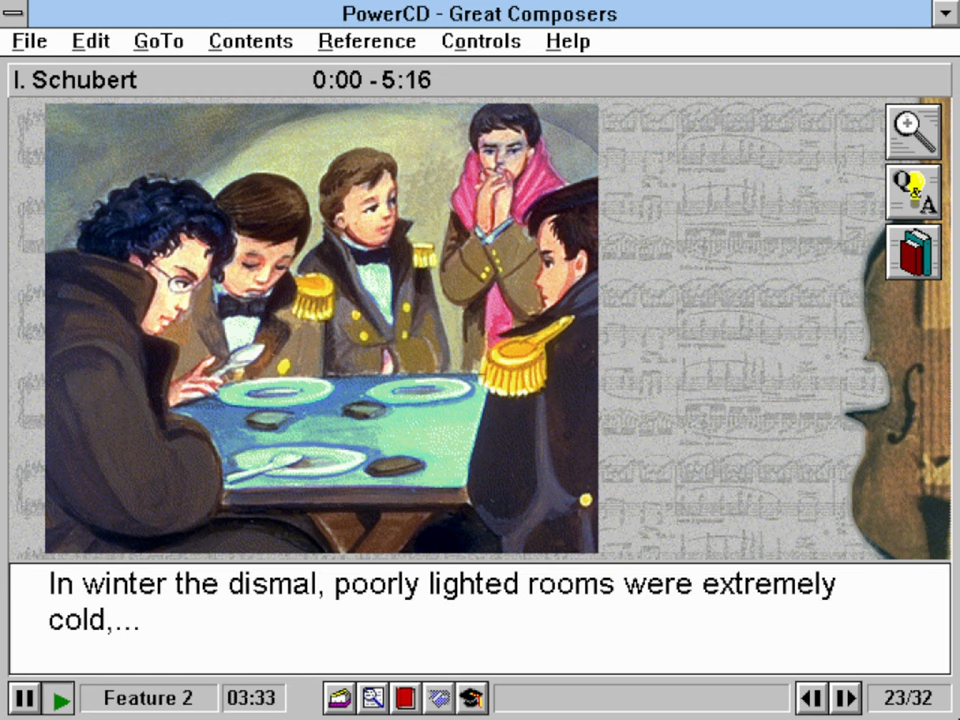 PowerCD - Great Composers
File Edit GoTo Contents Reference Controls Help
I. Schubert 0:00 - 5:16
Q & A
In winter the dismal, poorly lighted rooms were extremely
cold,...
Feature 2 03:33 23/32